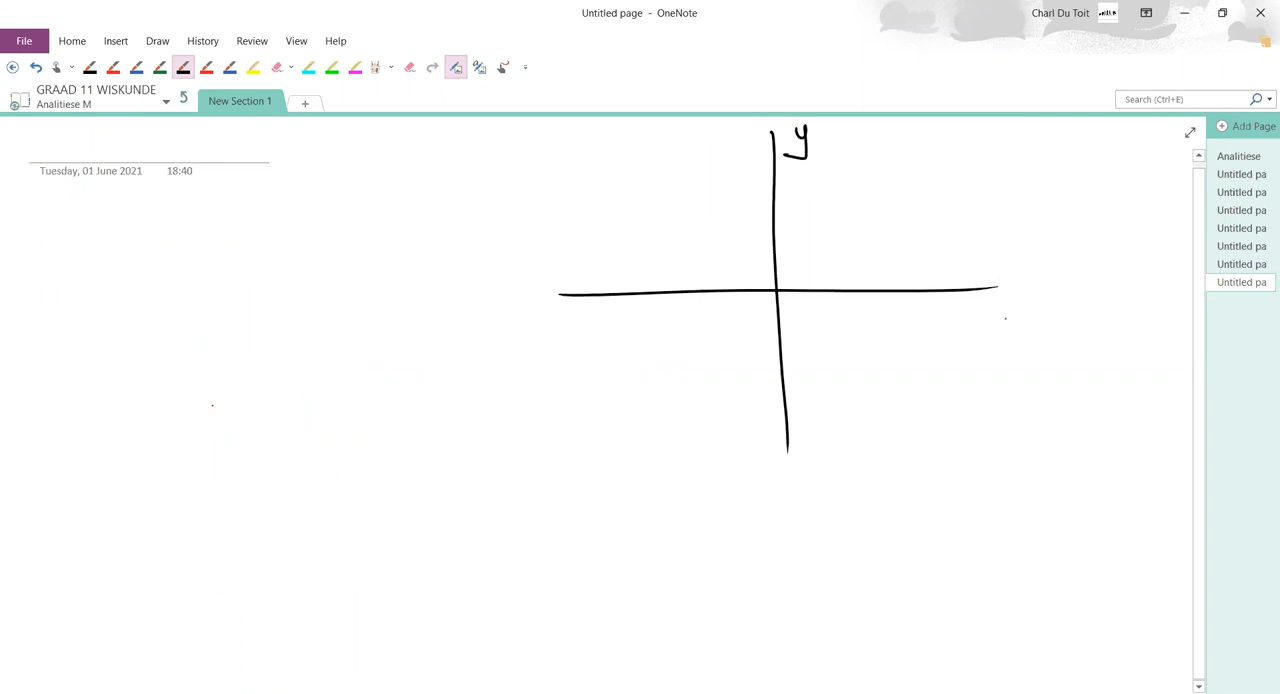 Untitled page - OneNote
Charl Du Toit
File Home Insert Draw History Review View Help
GRAAD 11 WISKUNDE
Analitiese M
New Section 1
Search (Ctrl+E)
Add Page
Tuesday, 01 June 2021 18:40
y
Analitiese
Untitled pa
Untitled pa
Untitled pa
Untitled pa
Untitled pa
Untitled pa
Untitled pa